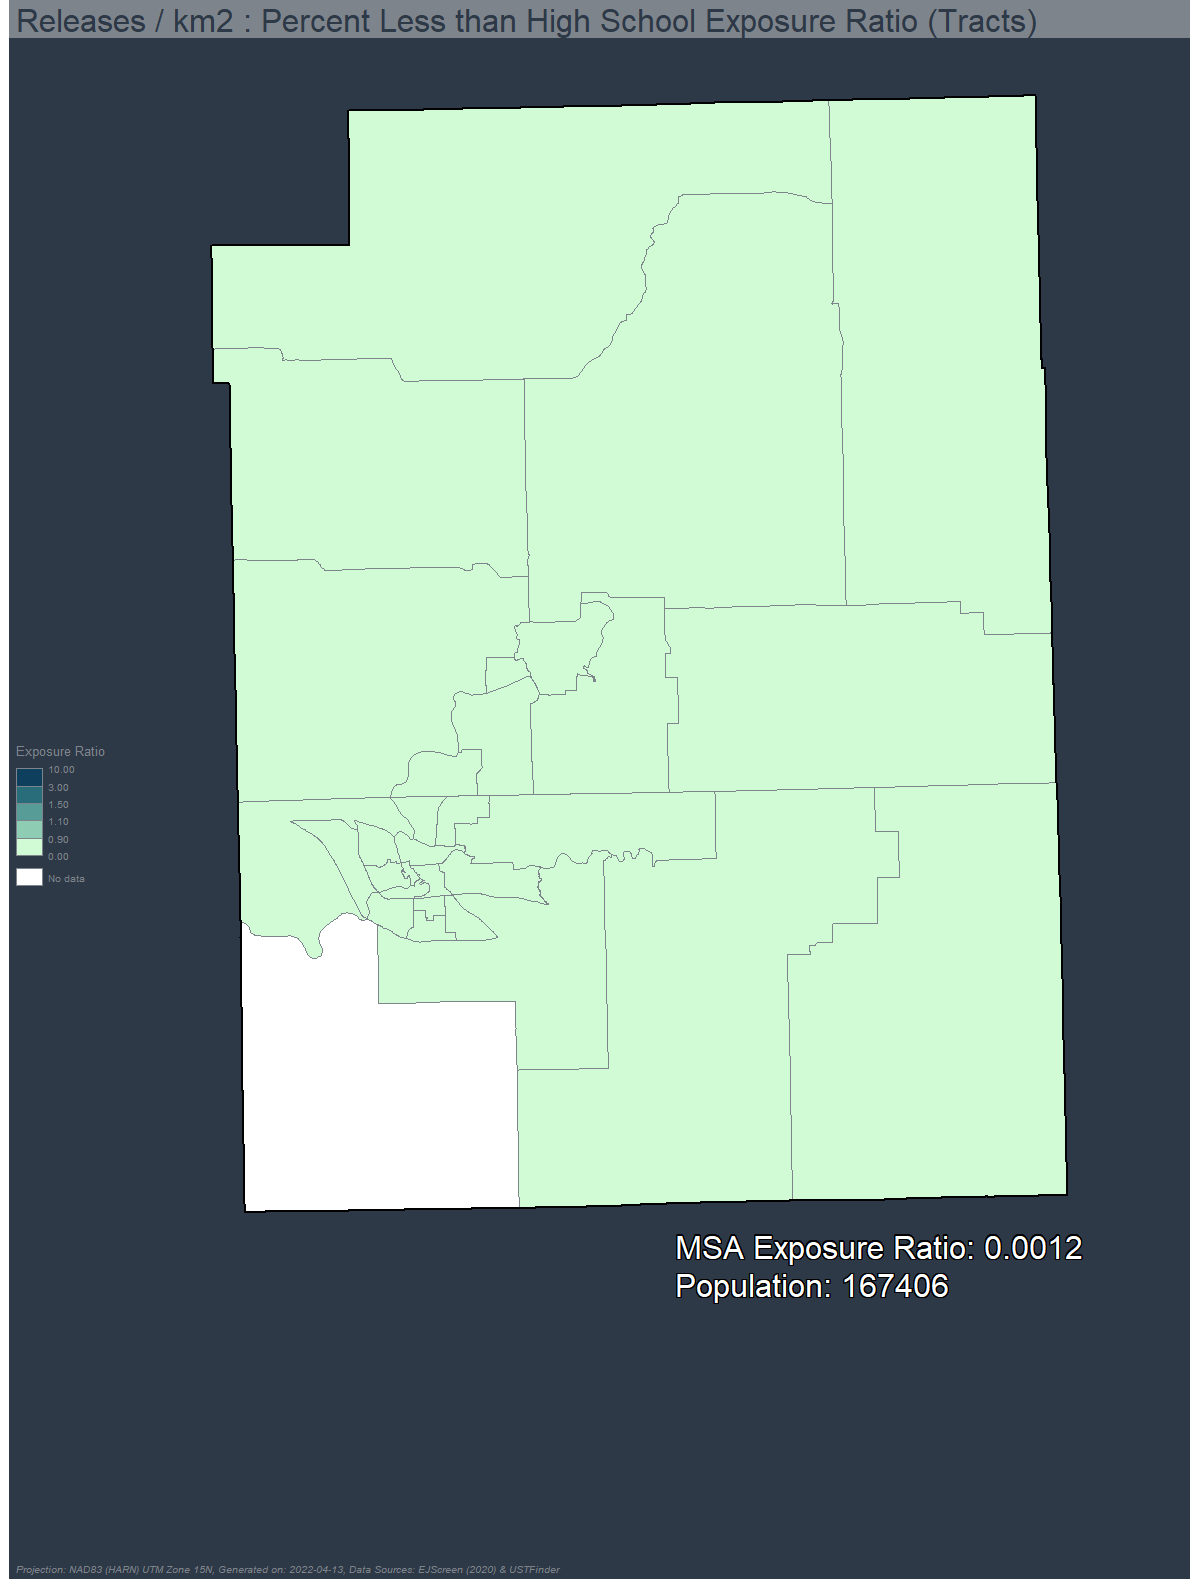 Releases / km2 : Percent Less than High School Exposure Ratio (Tracts)
Exposure Ratio
10.00
3.00
1.50
1.10
0.90
0.00
No data
MSA Exposure Ratio: 0.0012
Population: 167406
Projection: NAD83 (HARN) UTM Zone 15N, Generated on: 2022-04-13, Data Sources: EJScreen (2020) & USTFinder